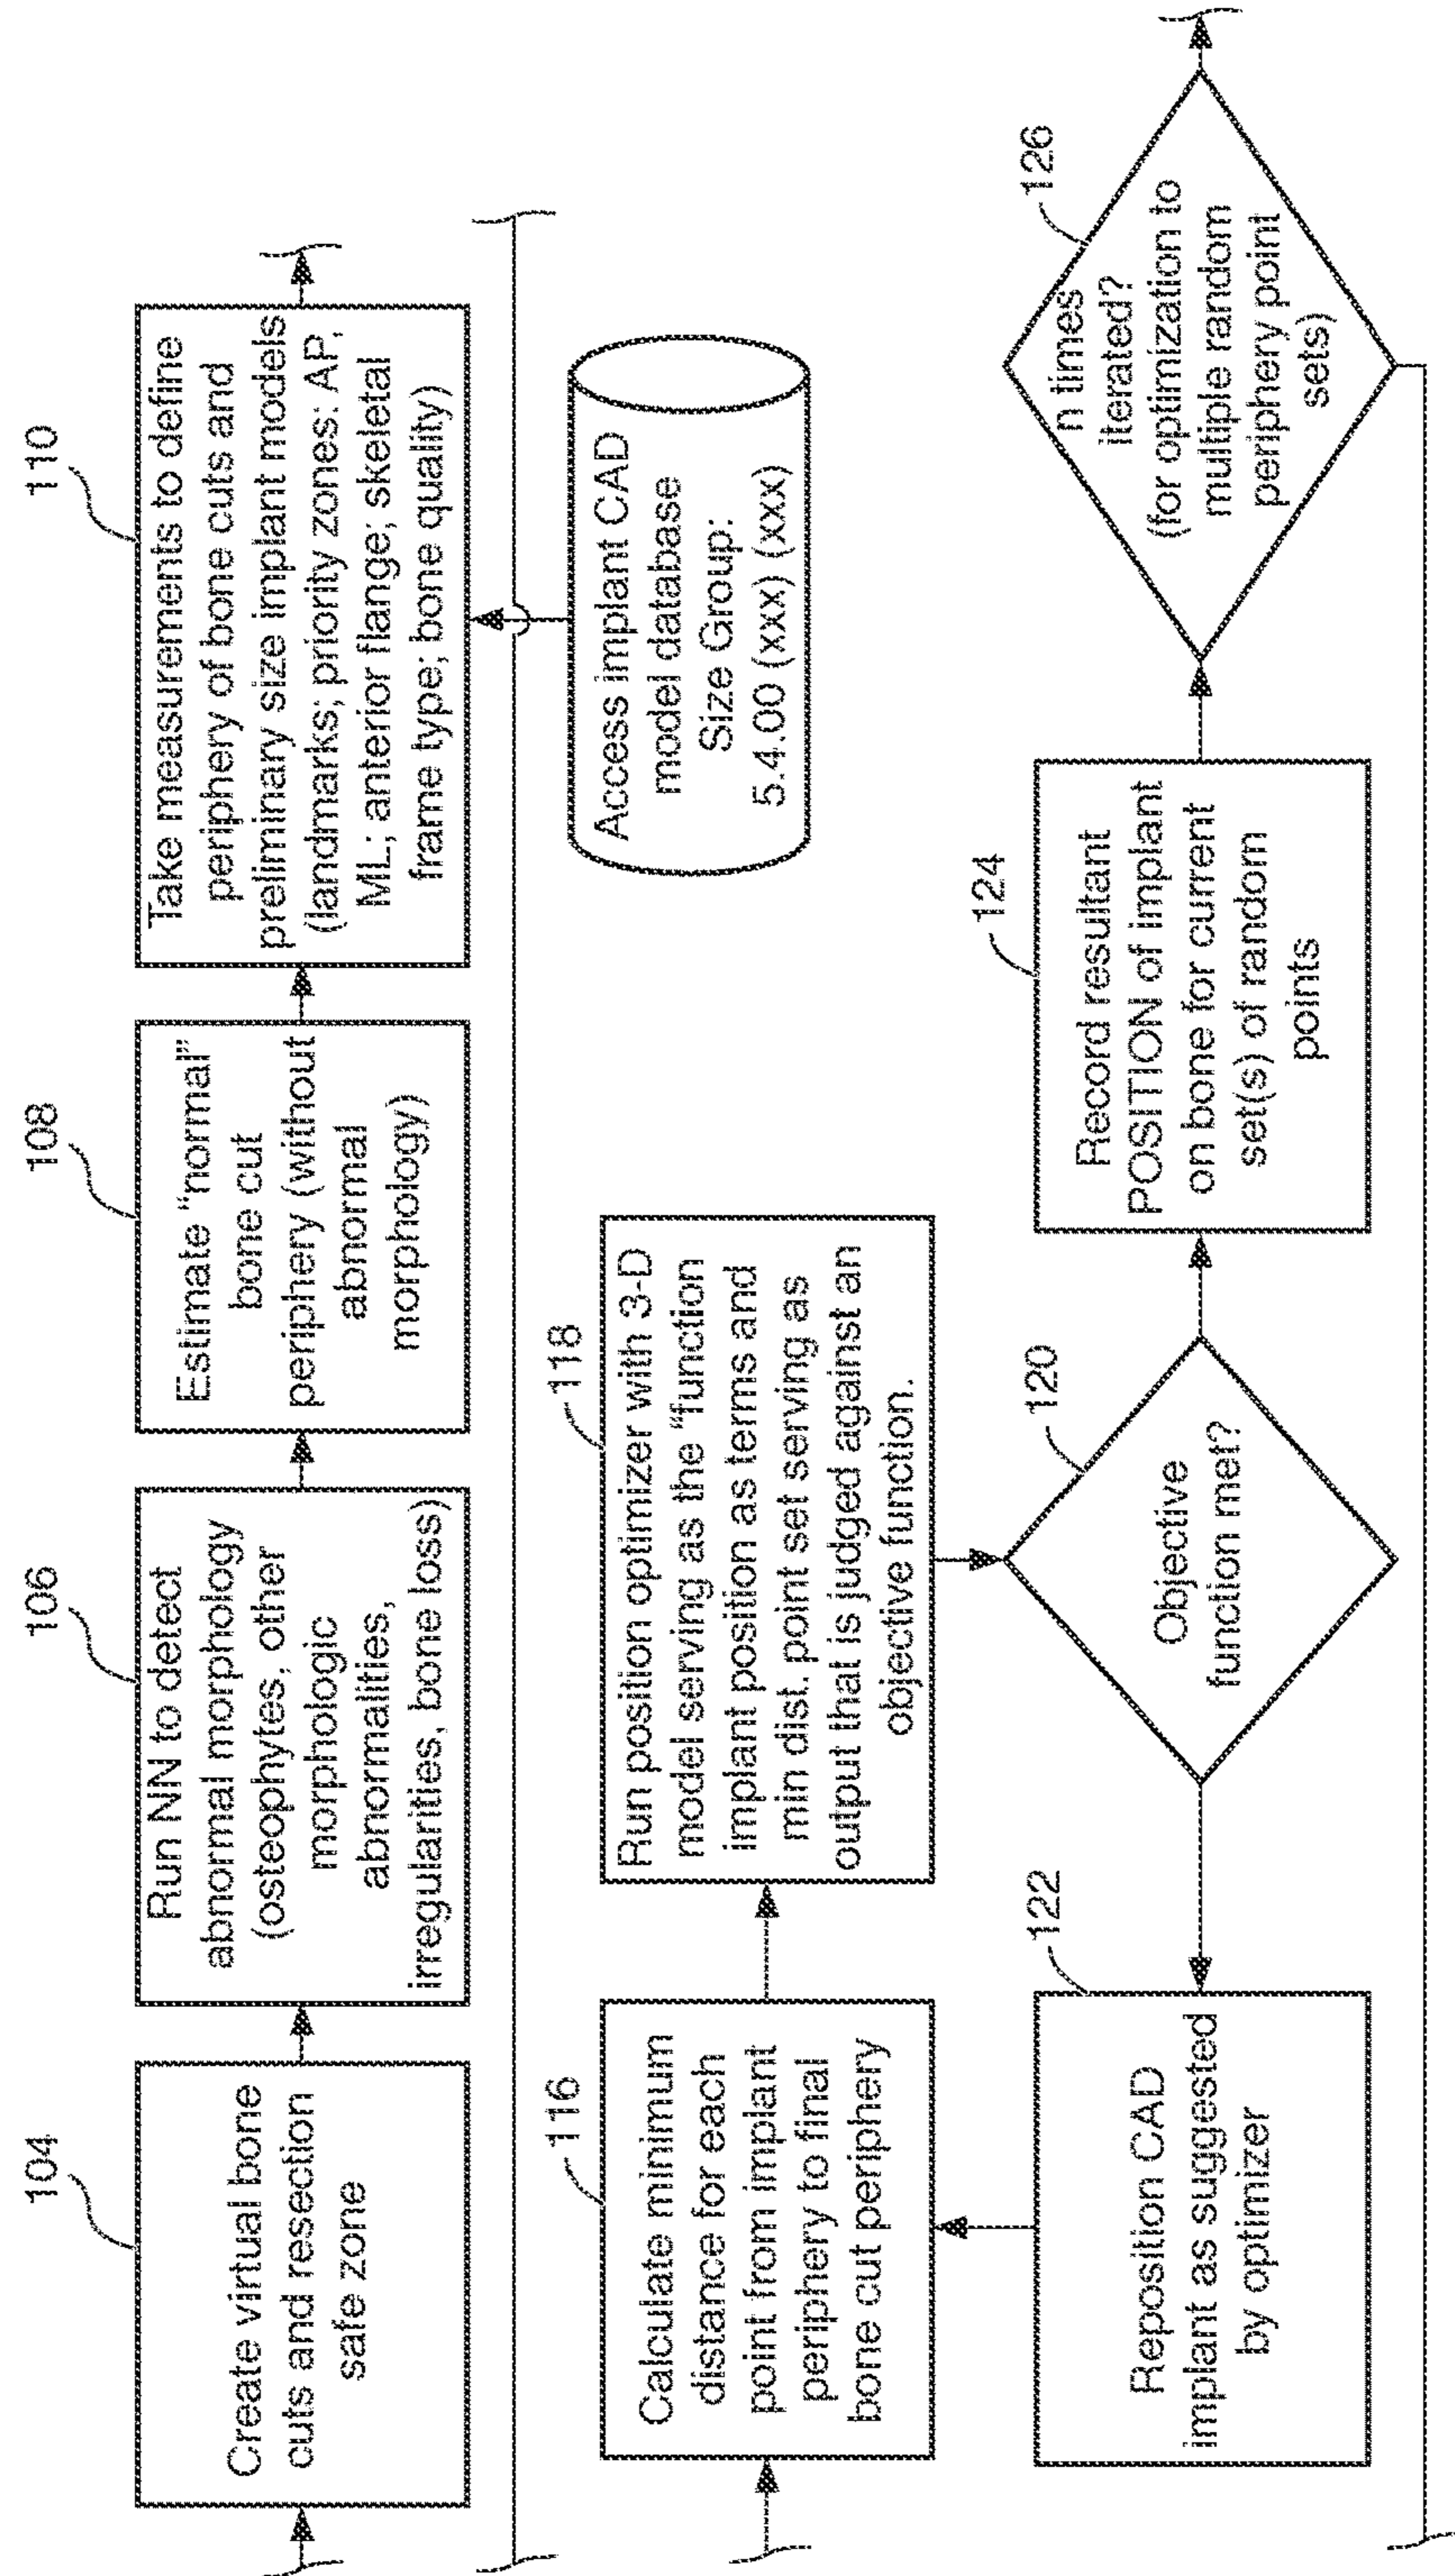 104
Create virtual bone
cuts and resection
safe zone
106
Run NN to detect
abnormal morphology
(osteophytes, other
morphologic
abnormalities,
irregularities, bone loss)
108
Estimate "normal"
bone cut
periphery (without
abnormal
morphology)
110
Take measurements to define
periphery of bone cuts and
preliminary size implant models
(landmarks; priority zones: AP,
ML; anterior flange; skeletal
frame type; bone quality)
Access implant CAD
model database
Size Group:
5.4.00 (xxx) (xxx)
116
Calculate minimum
distance for each
point from implant
periphery to final
bone cut periphery
118
Run position optimizer with 3-D
model serving as the "function
implant position as terms and
min dist. point set serving as
output that is judged against an
objective function.
122
Reposition CAD
implant as suggested
by optimizer
120
Objective
function met?
124
Record resultant
POSITION of implant
on bone for current
set(s) of random
points
126
n times
iterated?
(for optimization to
multiple random
periphery point
sets)